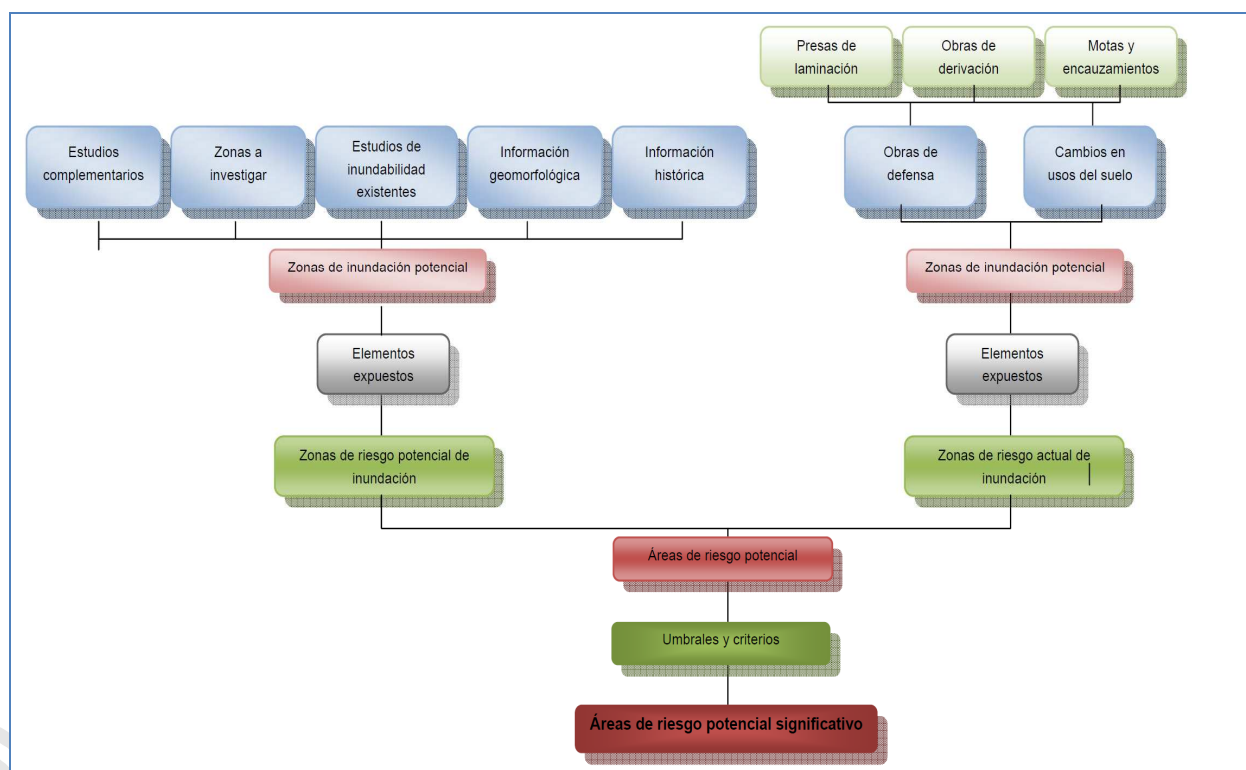 Presas de
laminación
Obras de
derivación
Motas y
encauzamientos
Estudios
complementarios
Zonas a
investigar
Estudios de
inundabilidad
existentes
Información
geomorfológica
Información
histórica
Obras de
defensa
Cambios en
usos del suelo
Zonas de inundación potencial
Zonas de inundación potencial
Elementos
expuestos
Elementos
expuestos
Zonas de riesgo potencial de
inundación
Zonas de riesgo actual de
inundación
Áreas de riesgo potencial
Umbrales y criterios
Áreas de riesgo potencial significativo